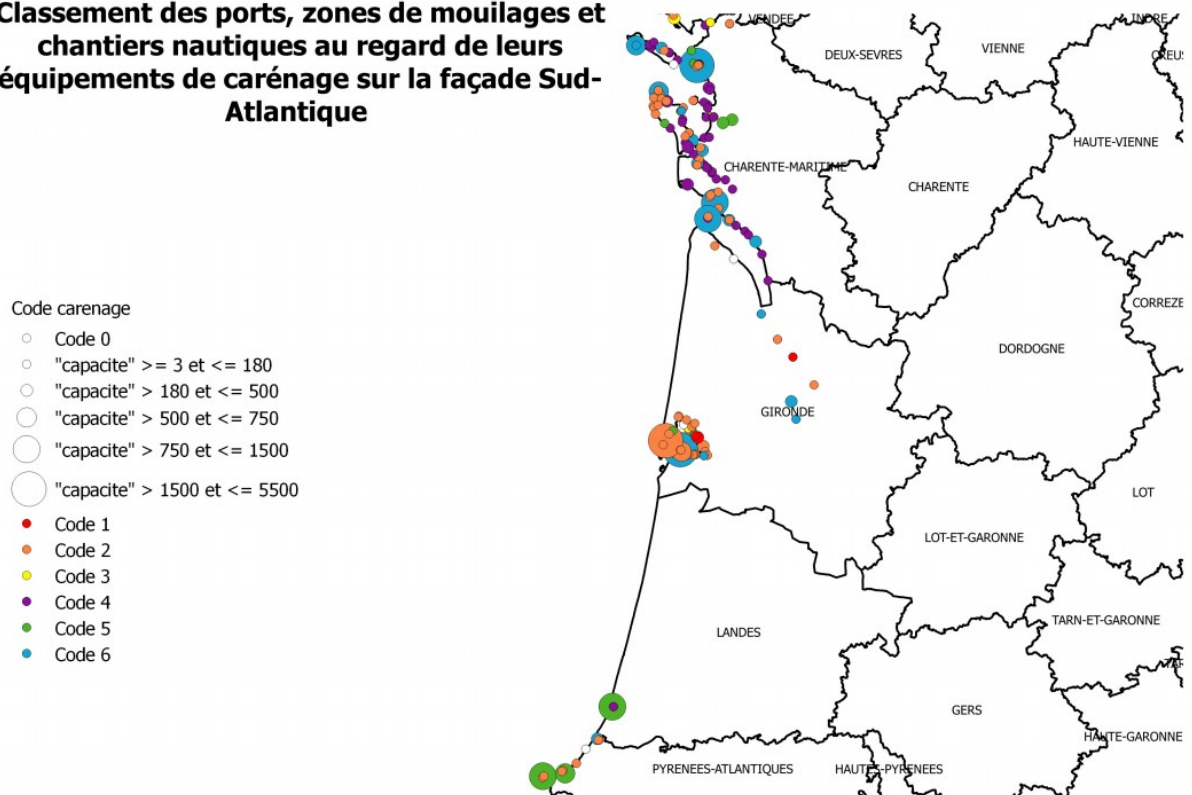 Classement des ports, zones de mouilages et
chantiers nautiques au regard de leurs
équipements de carénage sur la façade Sud-
Atlantique
VENDEE
INDRE
DEUX-SEVRES
VIENNE
HAUTE-VIENNE
CHARENTE-MARITIME
CHARENTE
CORREZE
DORDOGNE
GIRONDE
LOT
LOT-ET-GARONNE
TARN-ET-GARONNE
LANDES
GERS
HAUTE-GARONNE
PYRENEES-ATLANTIQUES
HAUTES-PYRENEES
Code carenage
Code 0
"capacite" >= 3 et <= 180
"capacite" > 180 et <= 500
"capacite" > 500 et <= 750
"capacite" > 750 et <= 1500
"capacite" > 1500 et <= 5500
Code 1
Code 2
Code 3
Code 4
Code 5
Code 6